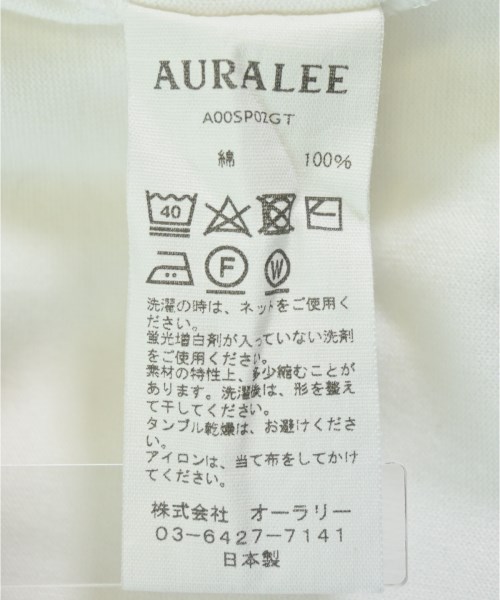 AURALEE
A00SP02GT
綿 100%
40
F W
洗濯の時は、ネットをご使用く
ださい。
蛍光増白剤が入っていない洗剤
をご使用ください。
素材の特性上、多少縮むことが
あります。洗濯後は、形を整え
て干してください。
タンブル乾燥は、お避けくださ
い。
アイロンは、当て布をしてかけ
てください。
株式会社 オーラリー
03-6427-7141
日本製